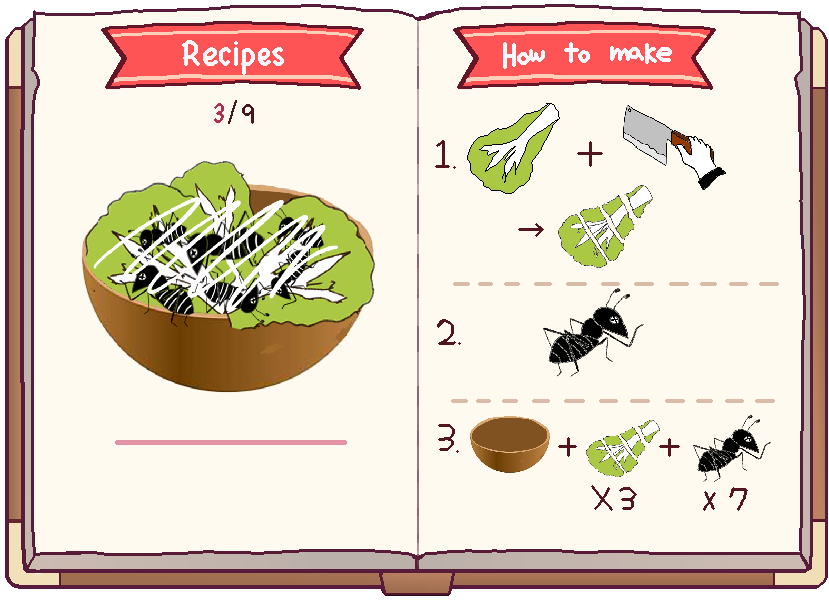 Recipes
3/9
How to make
1.
+
→
2.
3.
+ +
X3 x 7